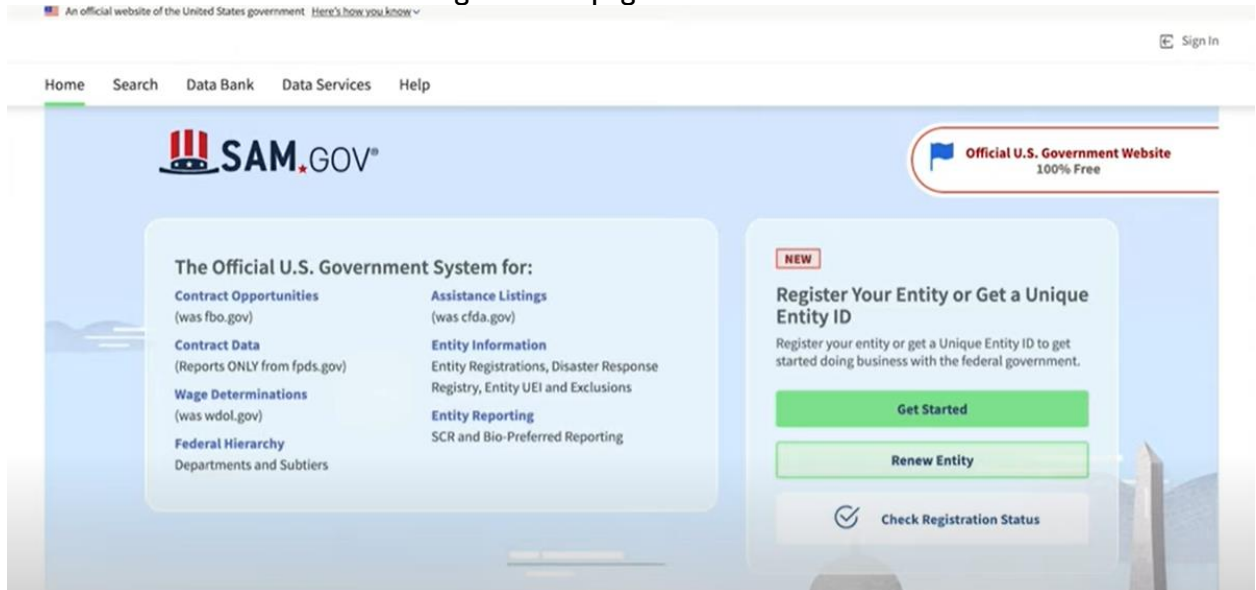 An official website of the United States government Here's how you know
Sign In
Home Search Data Bank Data Services Help
SAM.GOV®
Official U.S. Government Website
100% Free
The Official U.S. Government System for:
Contract Opportunities
(was fbo.gov)
Contract Data
(Reports ONLY from fpds.gov)
Wage Determinations
(was wdol.gov)
Federal Hierarchy
Departments and Subtiers
Assistance Listings
(was cfda.gov)
Entity Information
Entity Registrations, Disaster Response
Registry, Entity UEI and Exclusions
Entity Reporting
SCR and Bio-Preferred Reporting
NEW
Register Your Entity or Get a Unique
Entity ID
Register your entity or get a Unique Entity ID to get
started doing business with the federal government.
Get Started
Renew Entity
Check Registration Status